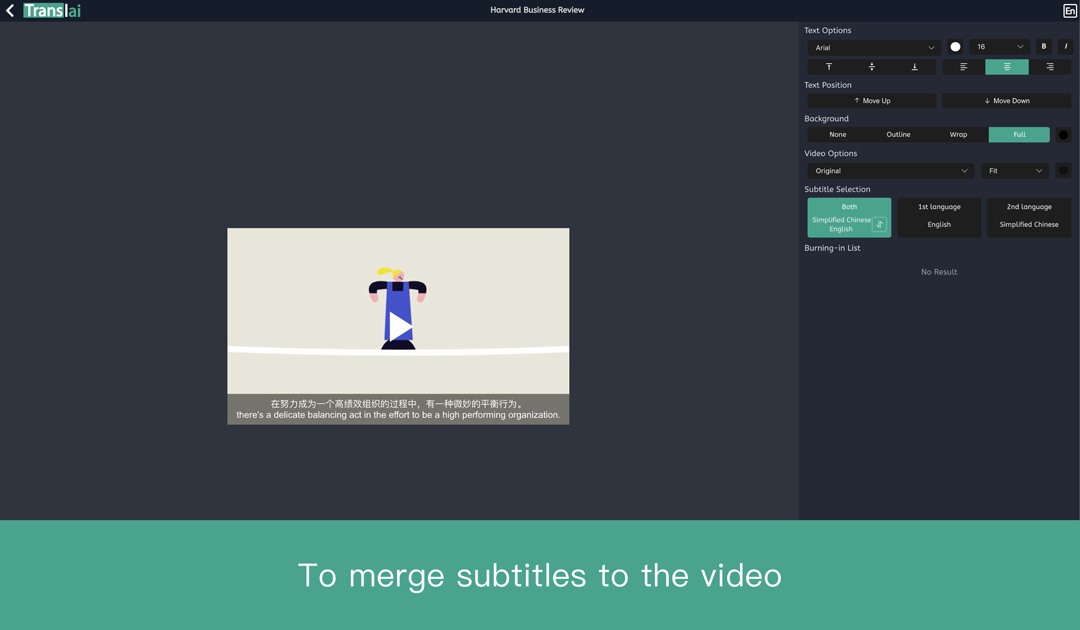 Translai
Harvard Business Review
En
Text Options
Arial
16
B
I
Text Position
↑ Move Up
↓ Move Down
Background
None
Outline
Wrap
Full
Video Options
Original
Fit
Subtitle Selection
Both
Simplified Chinese
English
1st language
English
2nd language
Simplified Chinese
Burning-in List
No Result
在努力成为一个高绩效组织的过程中，有一种微妙的平衡行为。
there's a delicate balancing act in the effort to be a high performing organization.
To merge subtitles to the video